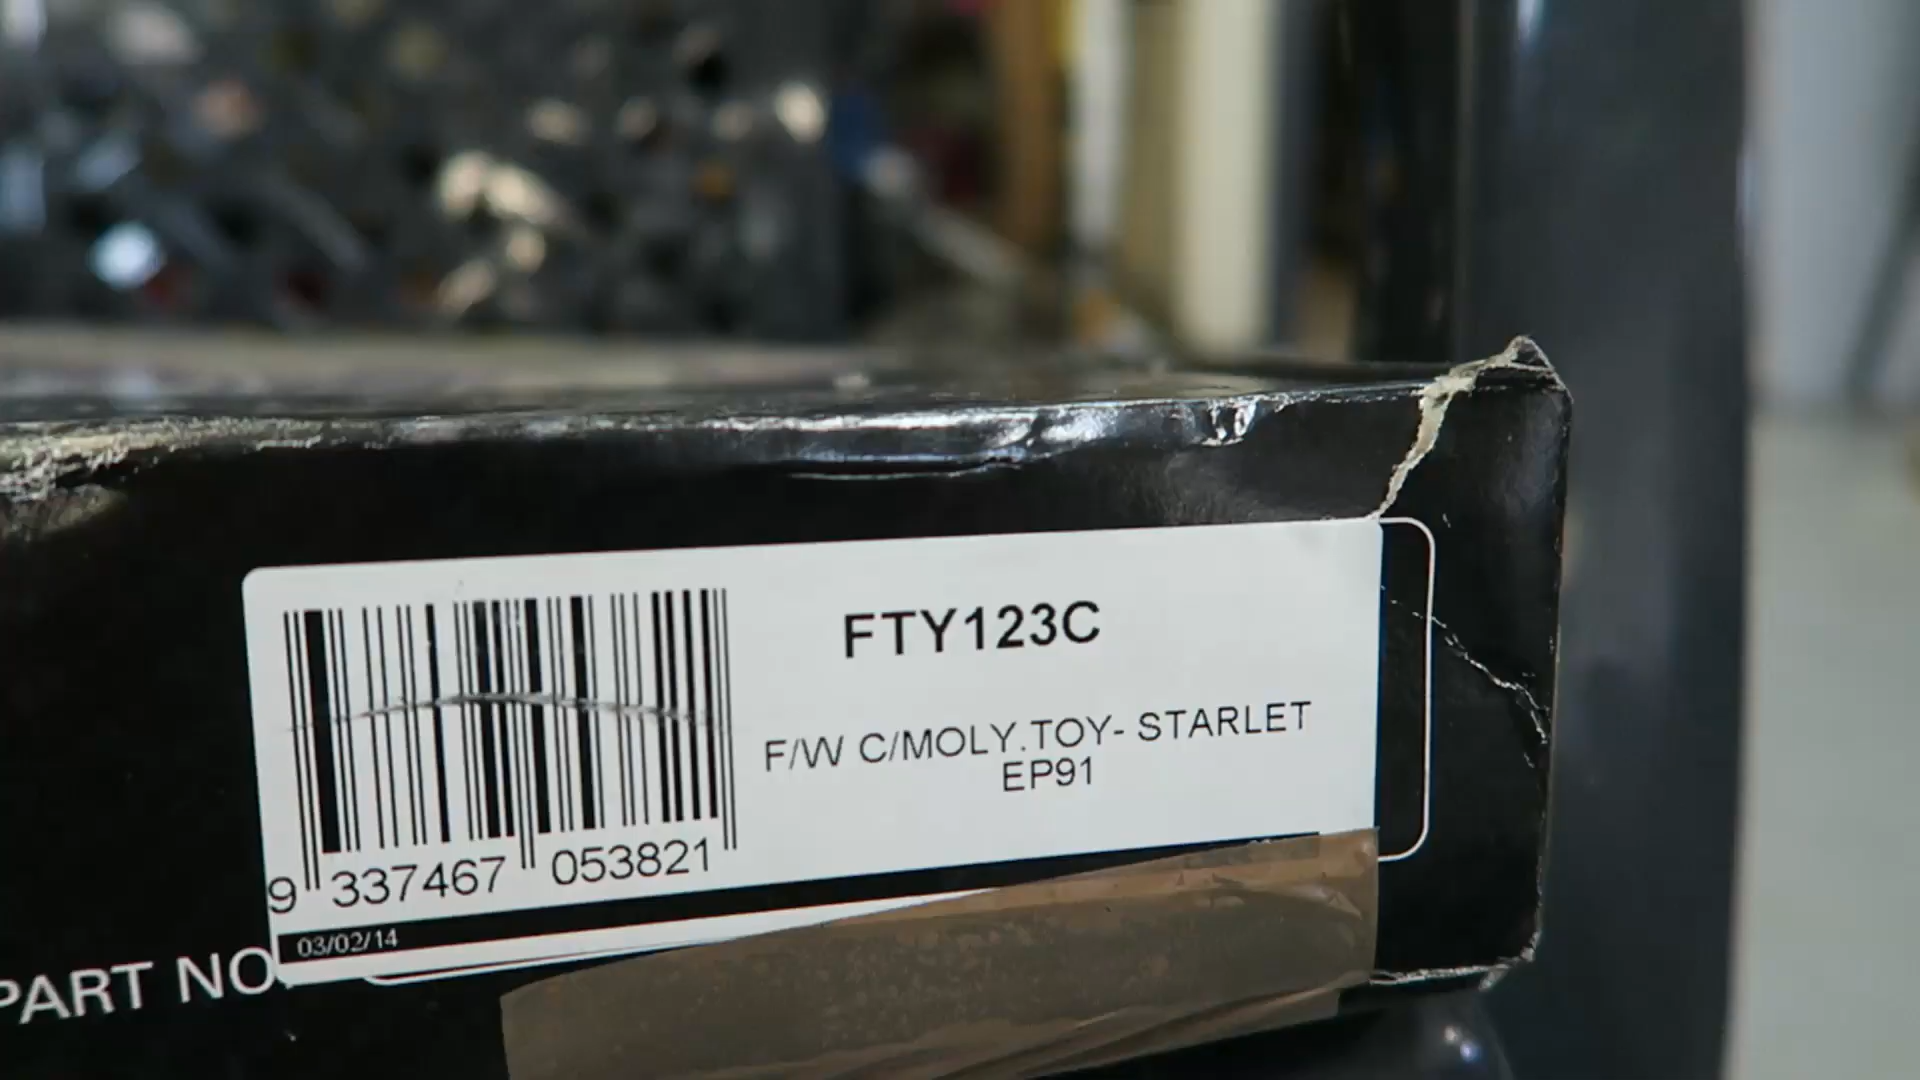 FTY123C
F/W C/MOLY.TOY- STARLET
EP91
9 337467 053821
03/02/14
PART NO